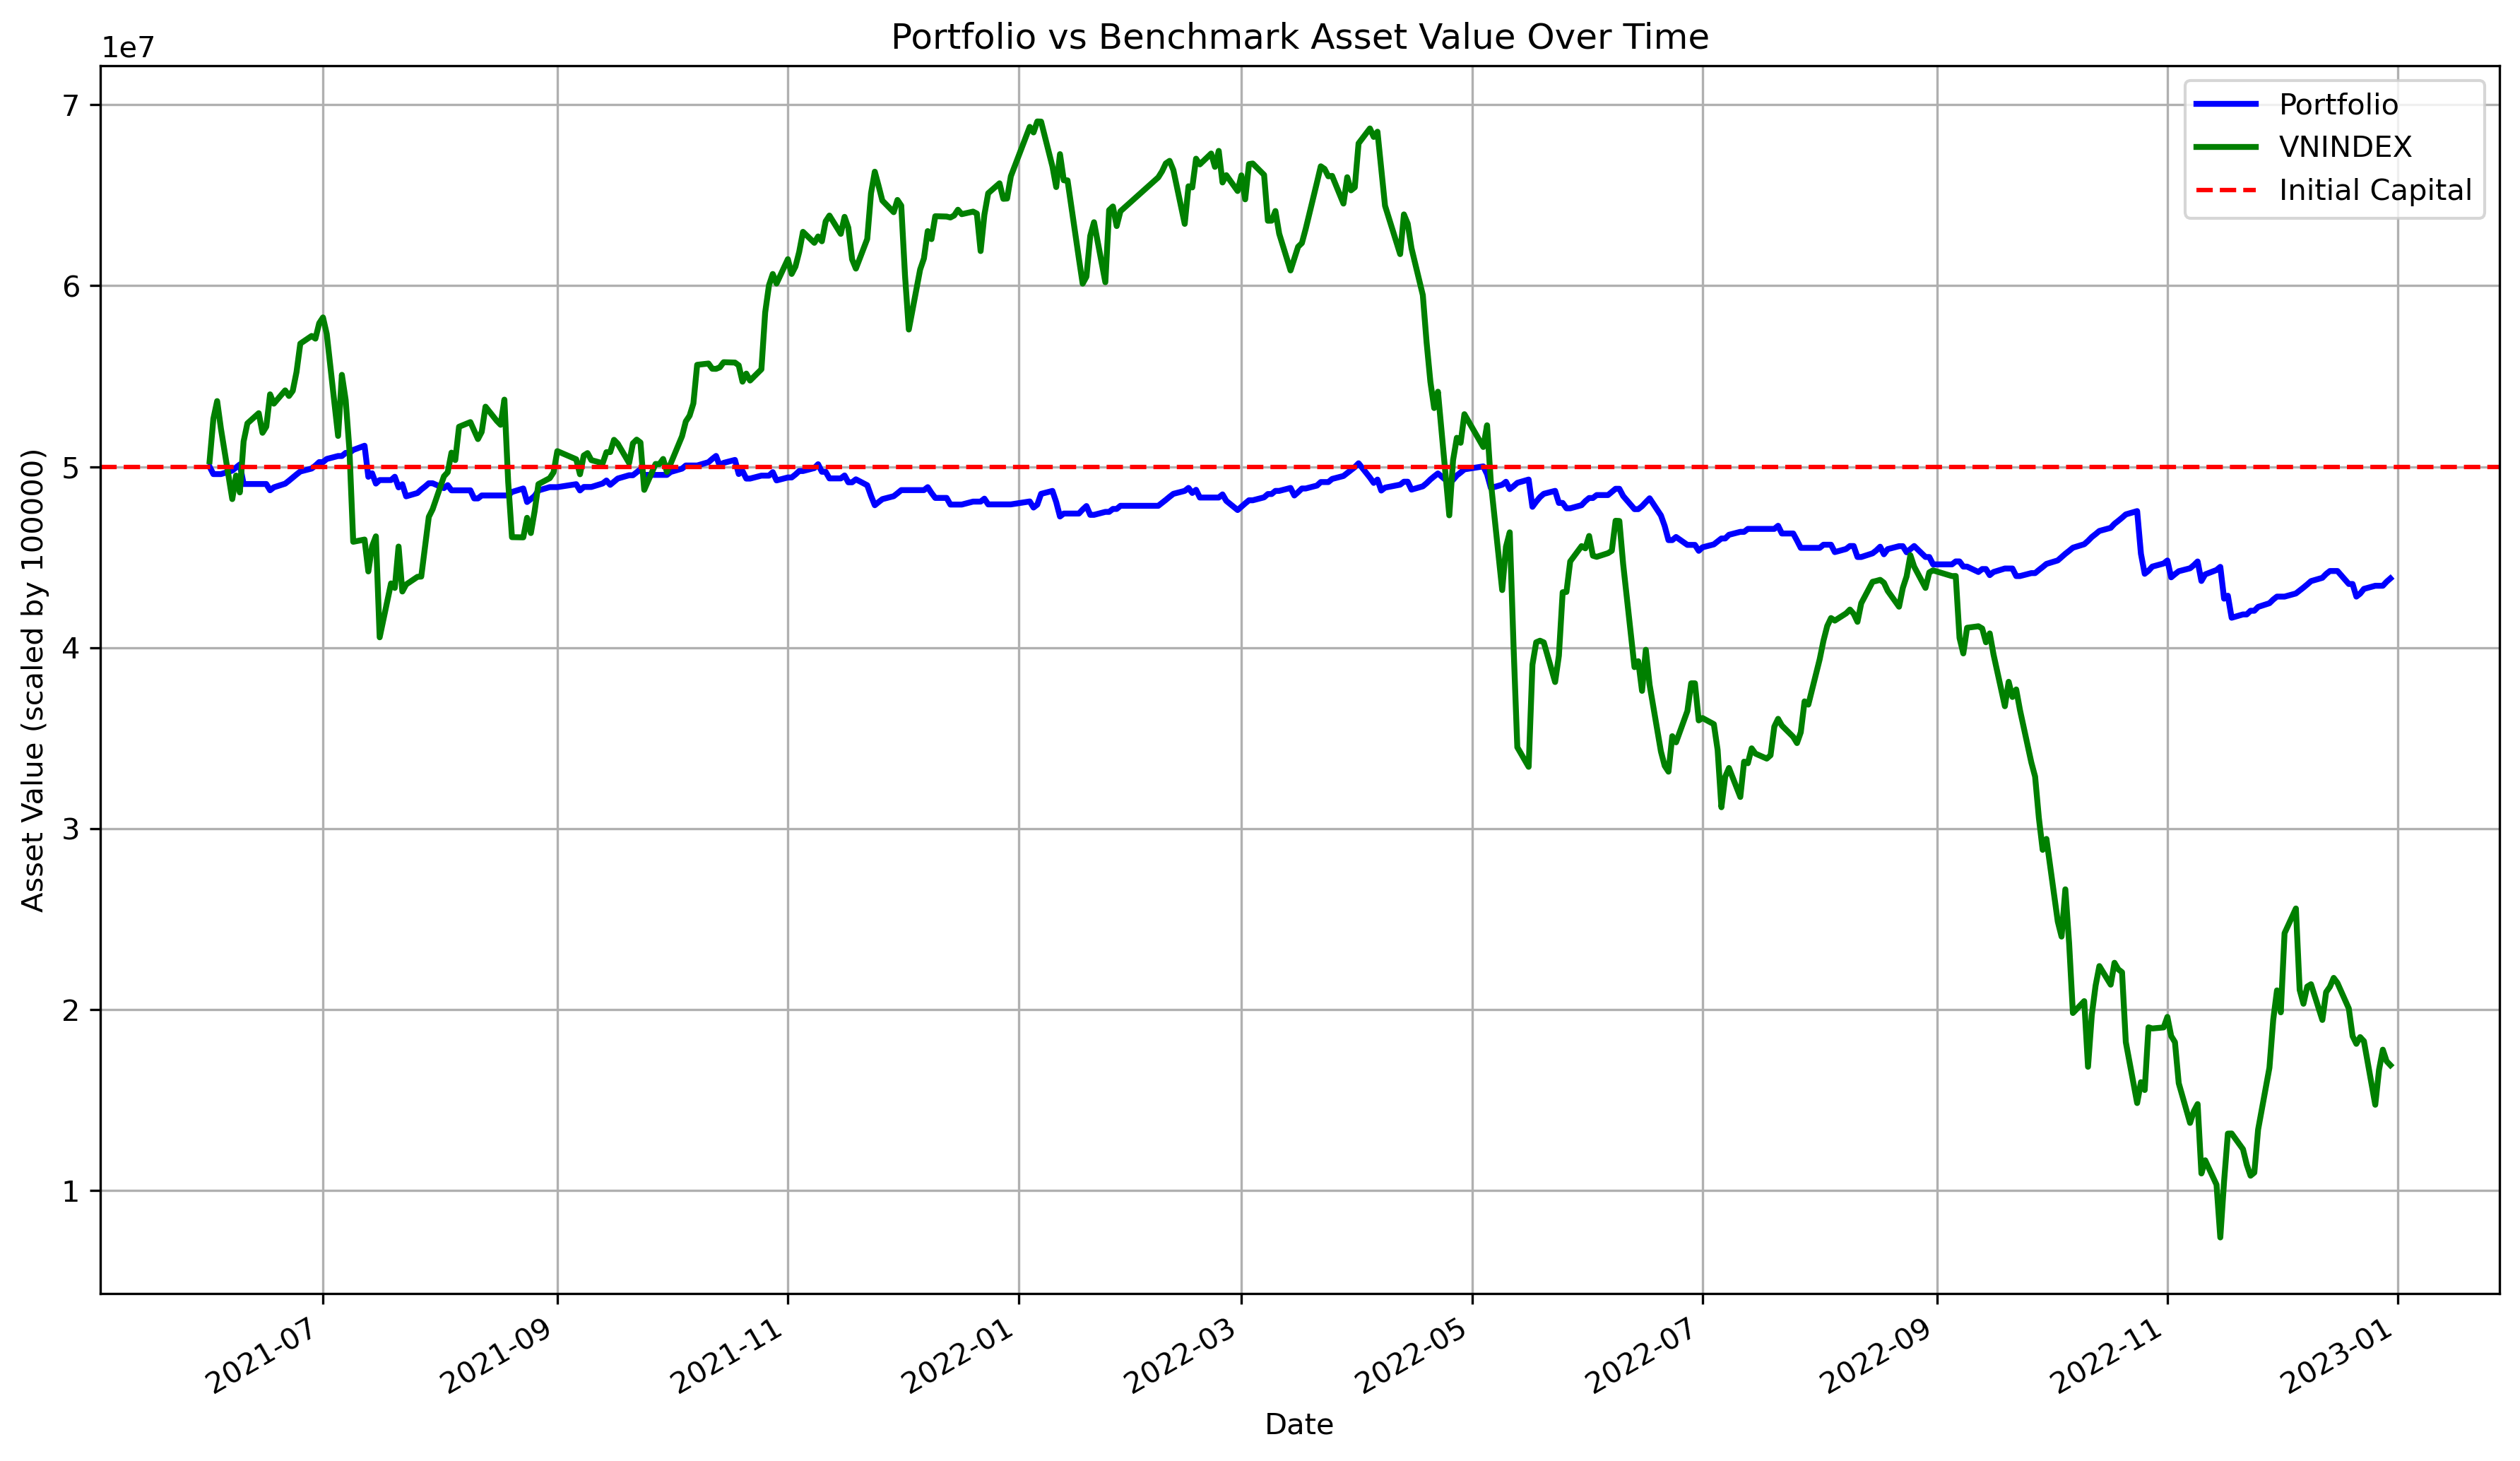 Portfolio vs Benchmark Asset Value Over Time
1e7
Portfolio
VNINDEX
Initial Capital
7
6
5
4
3
2
1
Asset Value (scaled by 100000)
2021-07
2021-09
2021-11
2022-01
2022-03
2022-05
2022-07
2022-09
2022-11
2023-01
Date